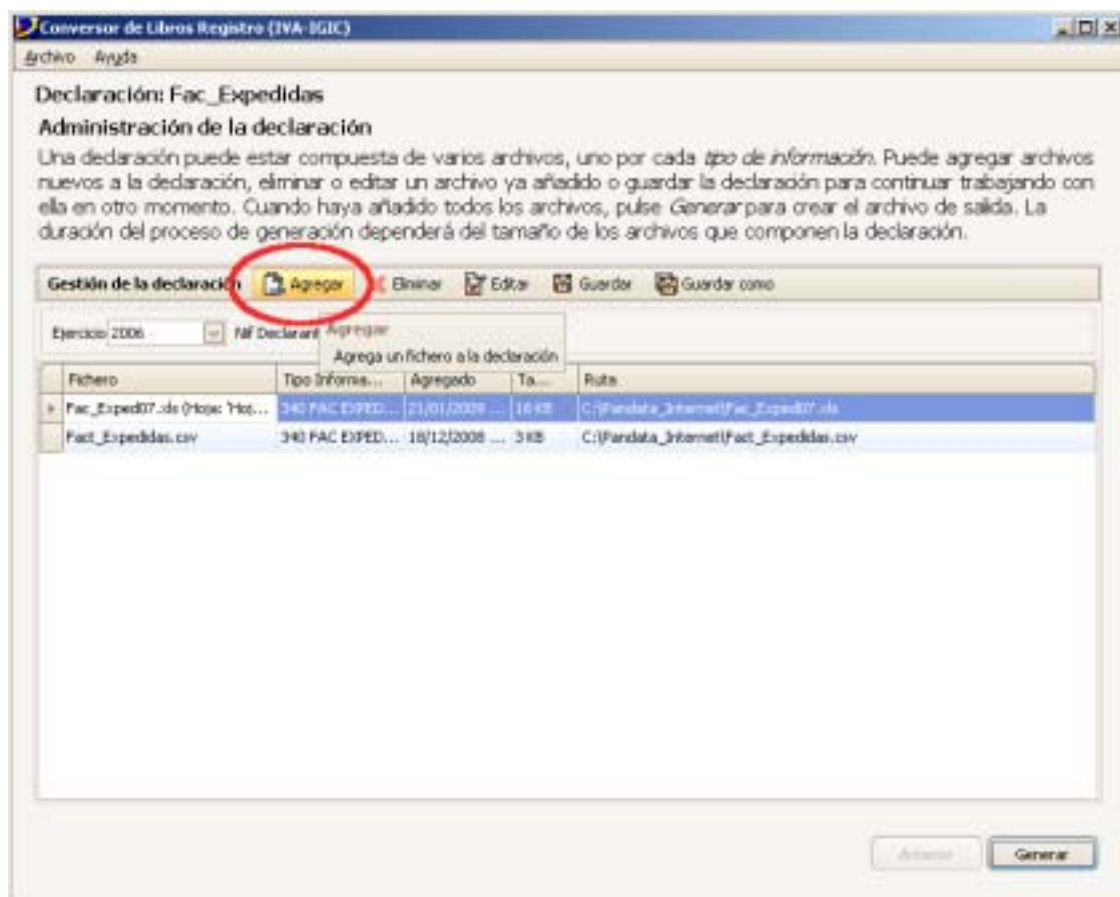 Conversor de Libros Registro (IVA-IGIC)
Archivo Ayuda
Declaración: Fac_Expedidas
Administración de la declaración
Una declaración puede estar compuesta de varios archivos, uno por cada tipo de información. Puede agregar archivos
nuevos a la declaración, eliminar o editar un archivo ya añadido o guardar la declaración para continuar trabajando con
ella en otro momento. Cuando haya añadido todos los archivos, pulse Generar para crear el archivo de salida. La
duración del proceso de generación dependerá del tamaño de los archivos que componen la declaración.
Gestión de la declaración Agregar Eliminar Editar Guardar Guardar como
Ejercicio 2006 Nif Declarant
Agregar
Agrega un fichero a la declaración
Fichero Tipo Informa... Agregado Ta... Ruta
Fac_Exped07.xls (Hoja: 'Hoj... 340 FAC EXPED... 21/01/2009 ... 16 KB C:\Pandata_Internet\Fac_Exped07.xls
Fact_Expedidas.csv 340 FAC EXPED... 18/12/2008 ... 3 KB C:\Pandata_Internet\Fact_Expedidas.csv
Anterior Generar